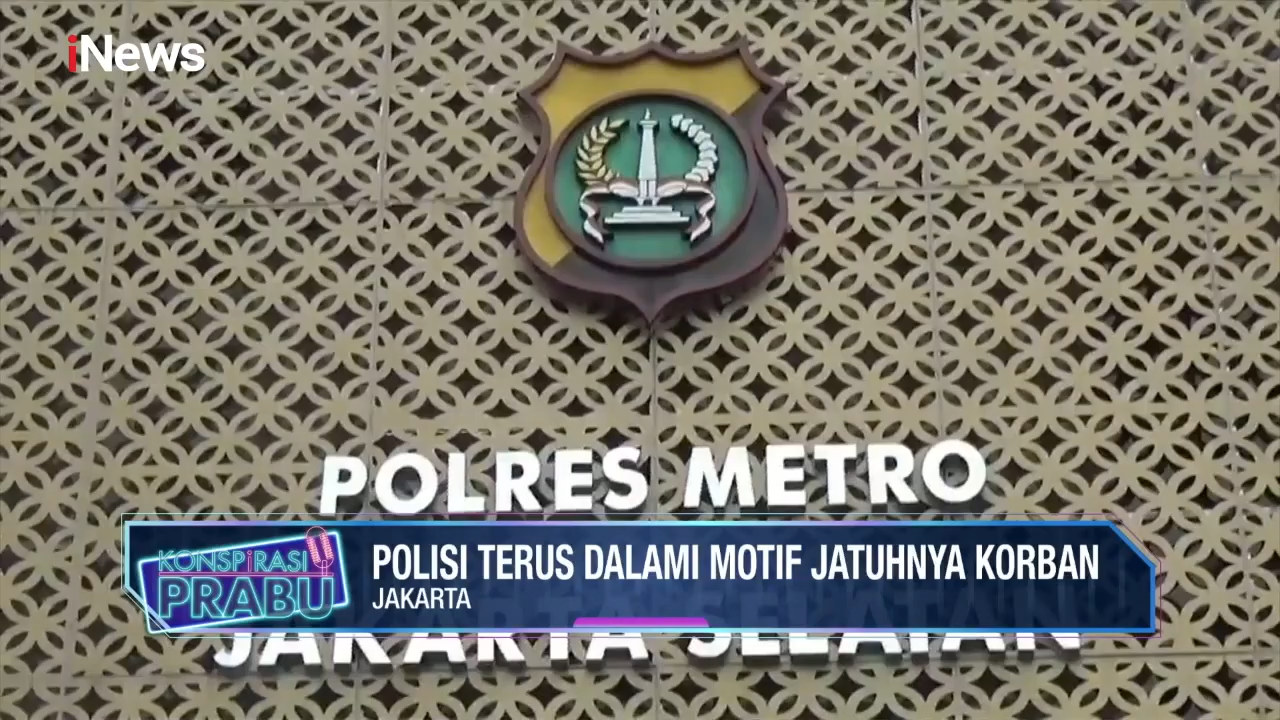 iNews
POLRES METRO
KONSPIRASI
PRABU
POLISI TERUS DALAMI MOTIF JATUHNYA KORBAN
JAKARTA
JAKARTA SELATAN